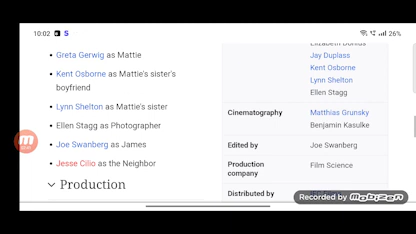 10:02 S 26%
Greta Gerwig as Mattie
Kent Osborne as Mattie's sister's
boyfriend
Lynn Shelton as Mattie's sister
Ellen Stagg as Photographer
Joe Swanberg as James
Jesse Cilio as the Neighbor
Production
Jay Duplass
Kent Osborne
Lynn Shelton
Ellen Stagg
Cinematography Matthias Grunsky
Benjamin Kasulke
Edited by Joe Swanberg
Production Film Science
company
Distributed by
Recorded by mobizen